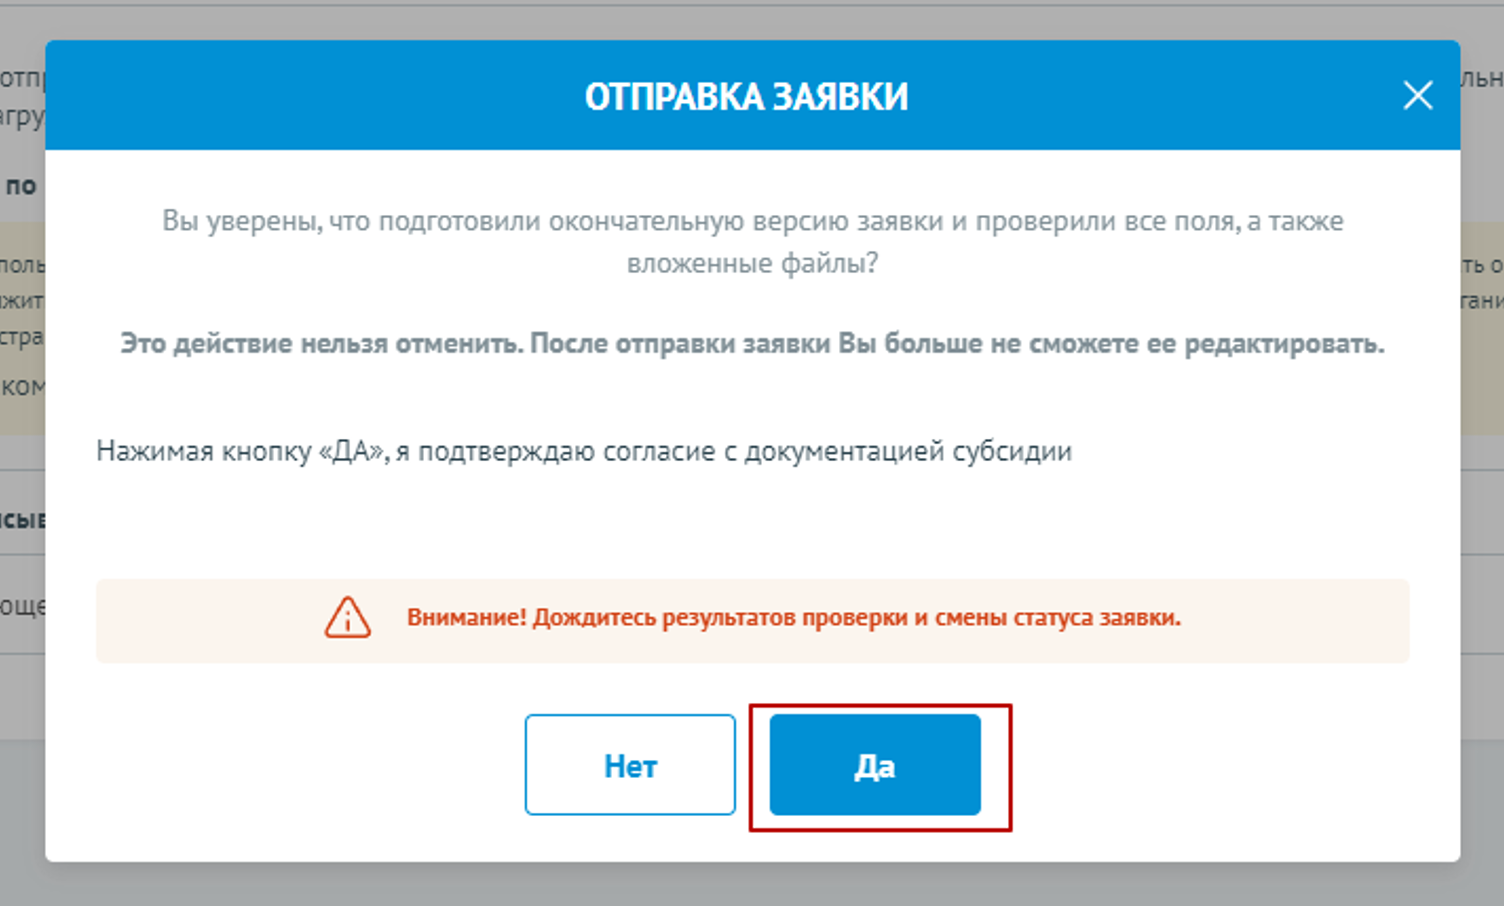 ОТПРАВКА ЗАЯВКИ
по
Вы уверены, что подготовили окончательную версию заявки и проверили все поля, а также
вложенные файлы?
Это действие нельзя отменить. После отправки заявки Вы больше не сможете ее редактировать.
Нажимая кнопку «ДА», я подтверждаю согласие с документацией субсидии
Внимание! Дождитесь результатов проверки и смены статуса заявки.
Нет
Да